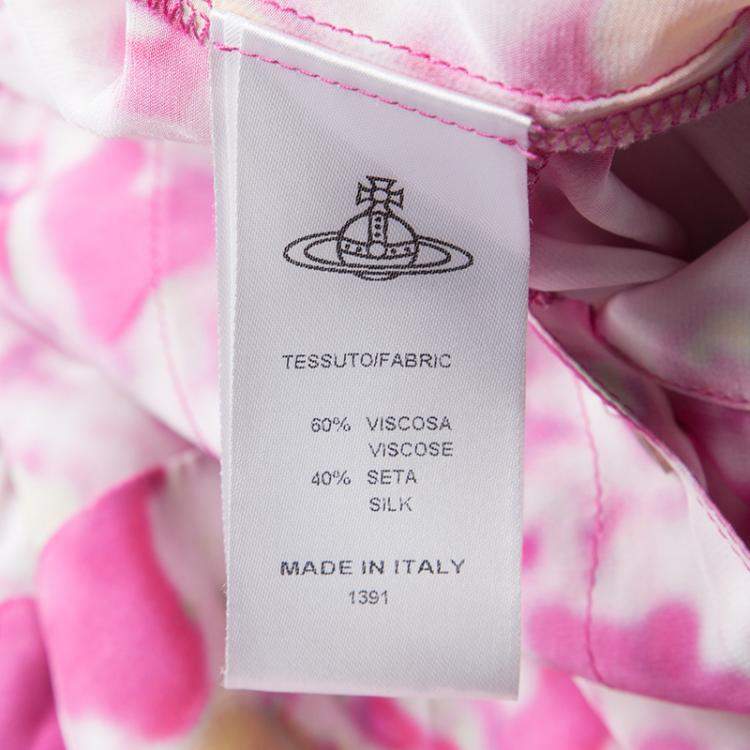 TESSUTO/FABRIC
60% VISCOSA
VISCOSE
40% SETA
SILK
MADE IN ITALY
1391